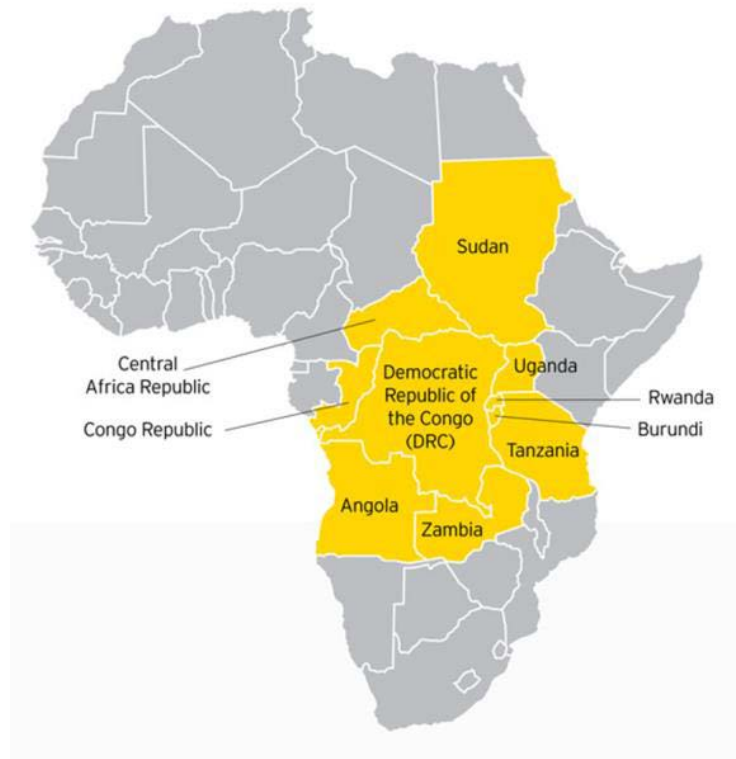 Sudan
Central
Africa Republic
Congo Republic
Democratic
Republic of
the Congo
(DRC)
Uganda
Rwanda
Burundi
Tanzania
Angola
Zambia